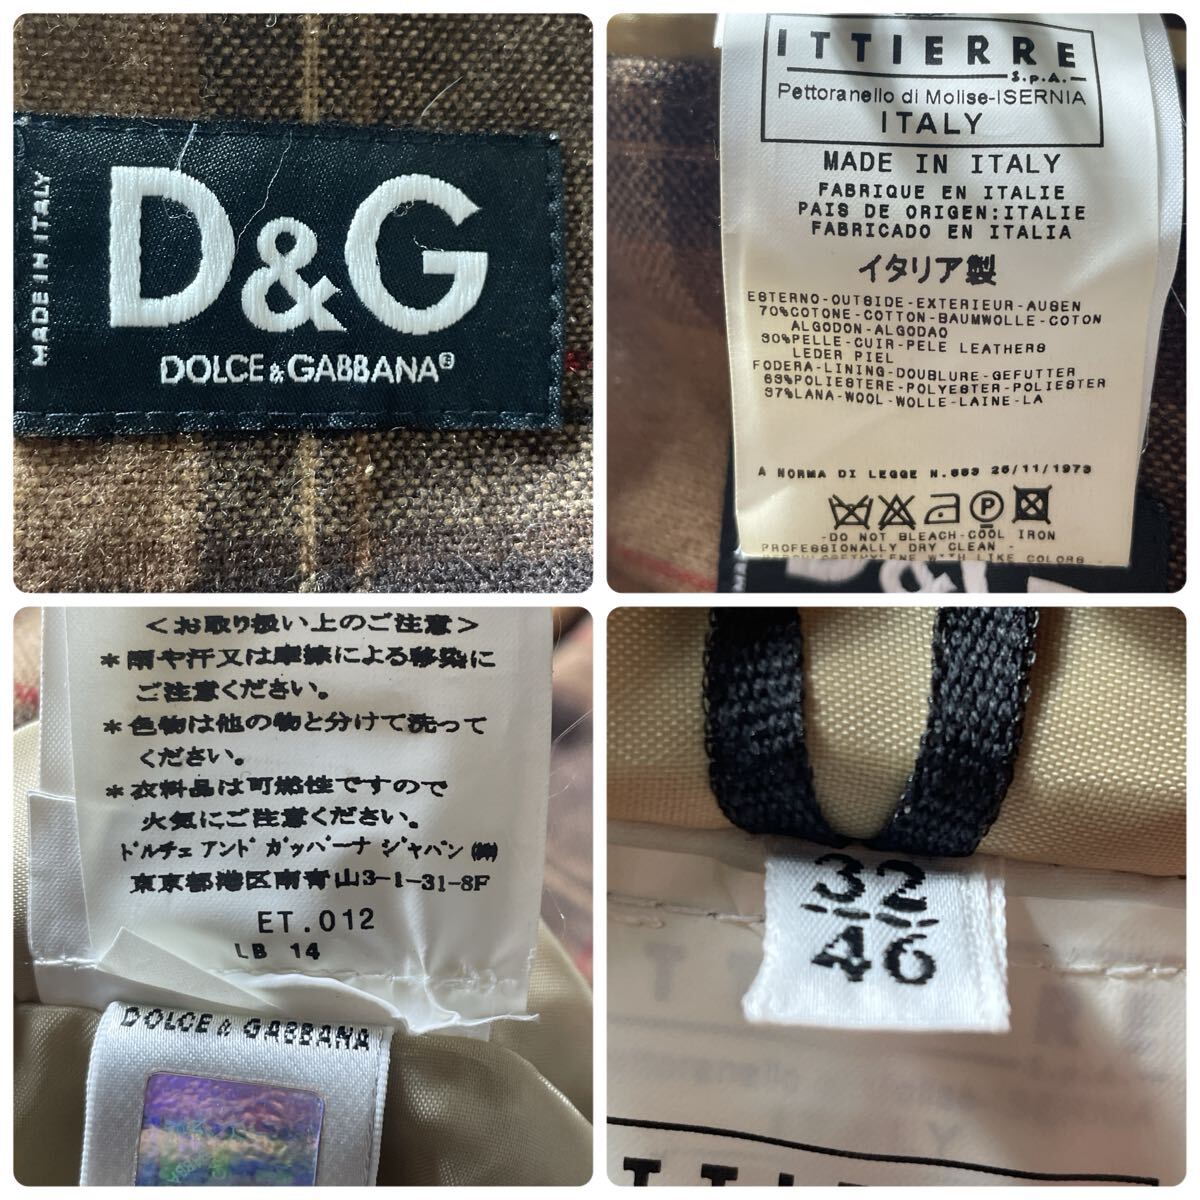 MADE IN ITALY
D&G
DOLCE & GABBANA
ITTIERRE
S.p.A.
Pettoranello di Molise-ISERNIA
ITALY
MADE IN ITALY
FABRIQUE EN ITALIE
PAIS DE ORIGEN:ITALIE
FABRICADO EN ITALIA
イタリア製
ESTERNO-OUTSIDE-EXTERIEUR-AUSEN
70%COTONE-COTTON-BAUMWOLLE-COTON
ALGODON-ALGODAO
30%PELLE-CUIR-PELE LEATHERS
LEDER PIEL
FODERA-LINING-DOUBLURE-GEFUTTER
63%POLIESTERE-POLYESTER-POLIESTER
37%LANA-WOOL-WOLLE-LAINE-LA
A NORMA DI LEGGE N.883 26/11/1973
P
-DO NOT BLEACH-COOL IRON
PROFESSIONALLY DRY CLEAN -
WITH LIKE COLORS
D&G
<お取り扱い上のご注意>
*雨や汗又は摩擦による移染に
ご注意ください。
*色物は他の物と分けて洗って
ください。
*衣料品は可燃性ですので
火気にご注意ください。
ドルチェ アンド ガッバーナ ジャパン(株)
東京都港区南青山3-1-31-8F
ET.012
LB 14
DOLCE & GABBANA
32
46